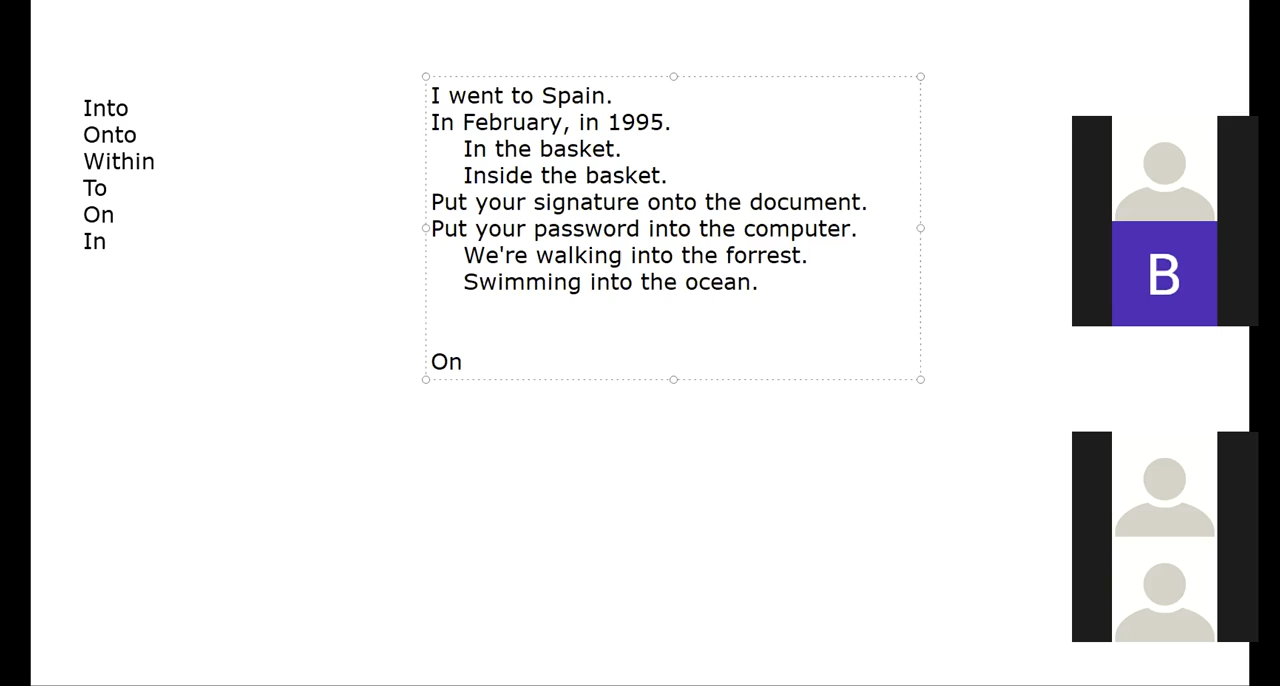 Into
Onto
Within
To
On
In
I went to Spain.
In February, in 1995.
In the basket.
Inside the basket.
Put your signature onto the document.
Put your password into the computer.
We're walking into the forrest.
Swimming into the ocean.
On
B